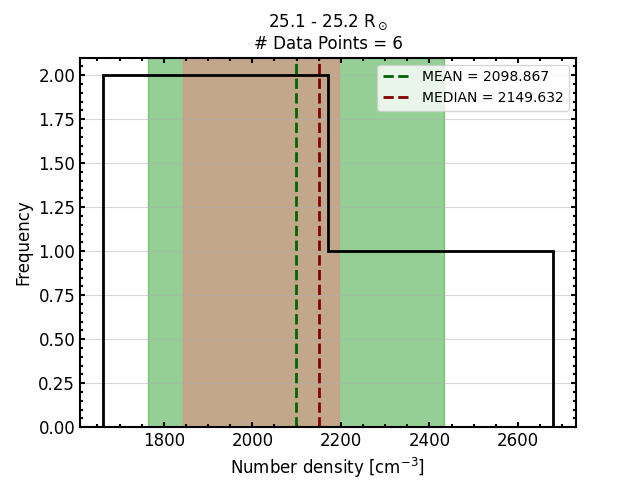 25.1 - 25.2 R⊙
# Data Points = 6
MEAN = 2098.867
MEDIAN = 2149.632
2.00
1.75
1.50
1.25
1.00
0.75
0.50
0.25
0.00
Frequency
1800 2000 2200 2400 2600
Number density [cm⁻³]